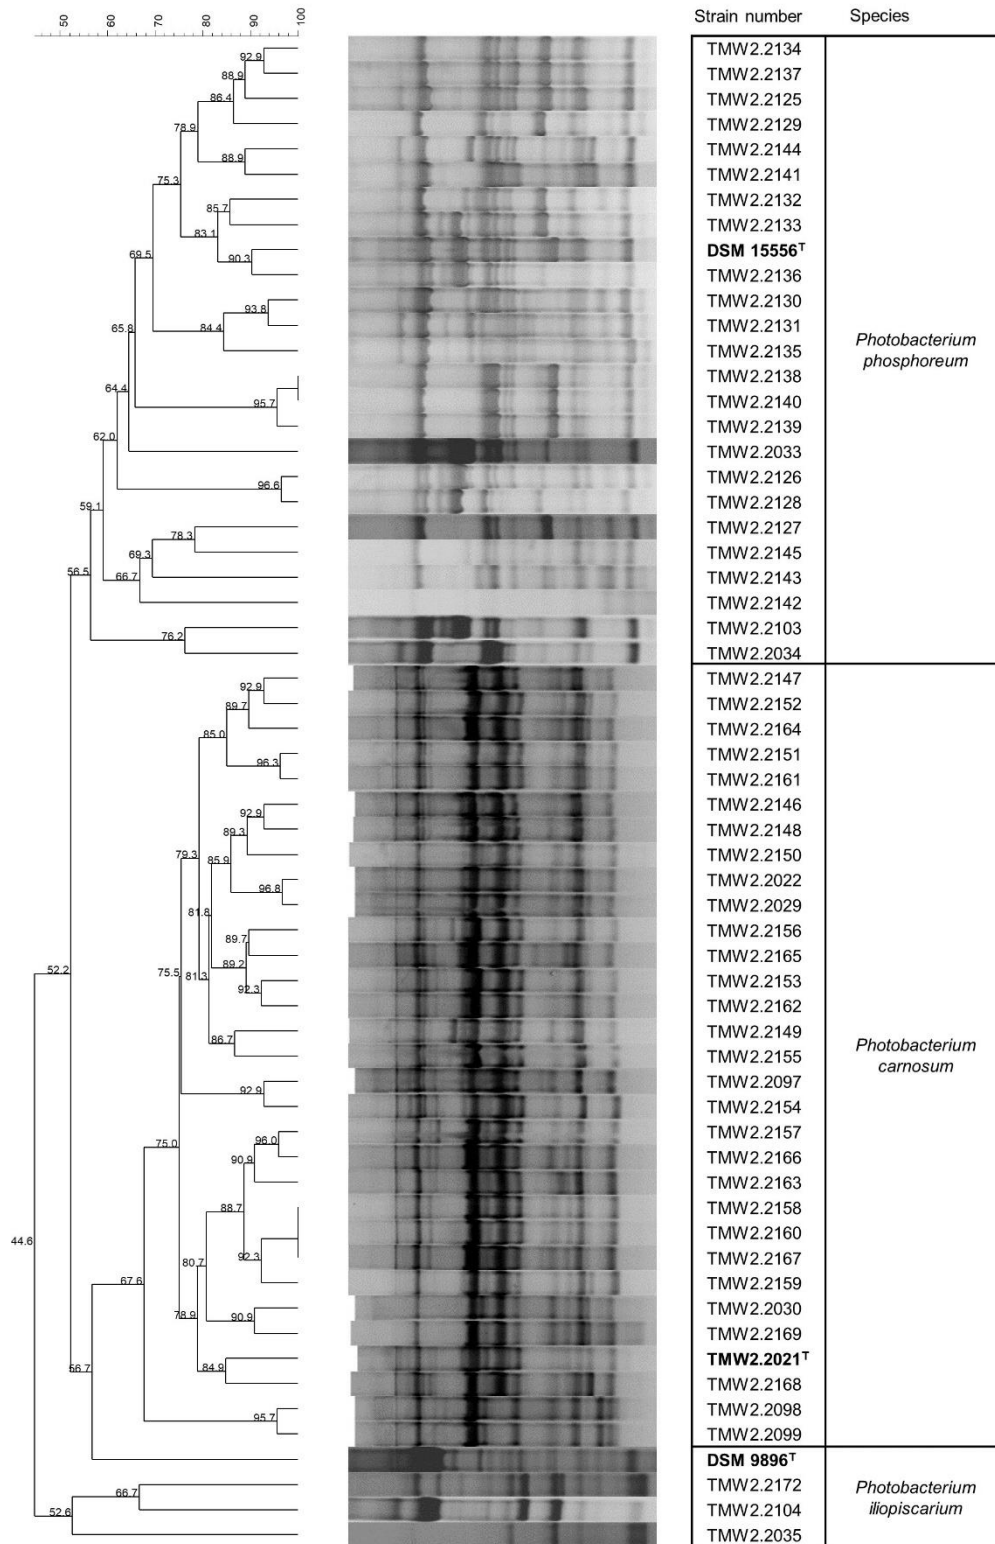 50 60 70 80 90 100 Strain number Species
TMW2.2134
92.9 TMW2.2137
88.9
86.4 TMW2.2125
TMW2.2129
78.9
88.9 TMW2.2144
TMW2.2141
75.3
85.7 TMW2.2132
TMW2.2133
83.1
69.5 DSM 15556ᵀ
90.3 TMW2.2136
93.8 TMW2.2130
65.8 84.4 TMW2.2131
Photobacterium
TMW2.2135
phosphoreum
64.4 TMW2.2138
95.7 TMW2.2140
TMW2.2139
62.0
TMW2.2033
96.6 TMW2.2126
TMW2.2128
59.1
78.3 TMW2.2127
69.3 TMW2.2145
56.5 66.7 TMW2.2143
TMW2.2142
76.2 TMW2.2103
TMW2.2034
92.9 TMW2.2147
89.7 TMW2.2152
85.0 TMW2.2164
96.3 TMW2.2151
TMW2.2161
92.9 TMW2.2146
89.3 TMW2.2148
79.3 85.9 TMW2.2150
96.8 TMW2.2022
81.8 TMW2.2029
89.7 TMW2.2156
52.2 75.5 81.3 89.2 TMW2.2165
92.3 TMW2.2153
TMW2.2162
86.7 TMW2.2149
TMW2.2155
Photobacterium
carnosum
92.9 TMW2.2097
TMW2.2154
75.0 96.0 TMW2.2157
90.9 TMW2.2166
TMW2.2163
88.7 TMW2.2158
44.6 TMW2.2160
80.7 92.3 TMW2.2167
67.6 TMW2.2159
78.9 90.9 TMW2.2030
TMW2.2169
56.7 84.9 TMW2.2021ᵀ
TMW2.2168
95.7 TMW2.2098
TMW2.2099
DSM 9896ᵀ
66.7 TMW2.2172
Photobacterium
52.6 TMW2.2104
iliopiscarium
TMW2.2035